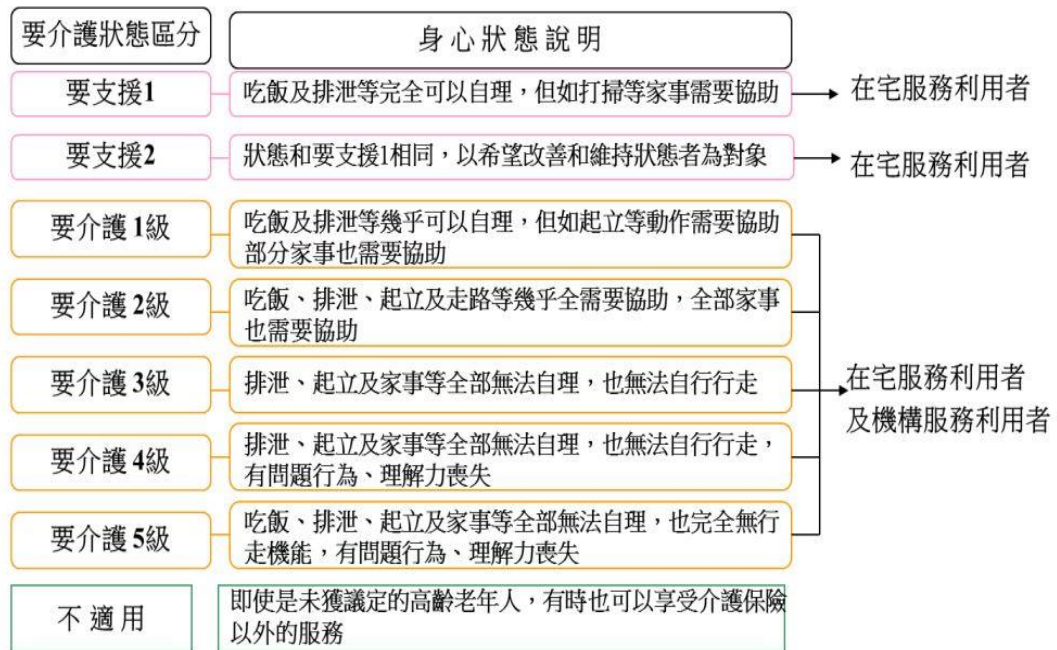 要介護狀態區分
身心狀態說明
要支援1
吃飯及排泄等完全可以自理，但如打掃等家事需要協助
在宅服務利用者
要支援2
狀態和要支援1相同，以希望改善和維持狀態者為對象
在宅服務利用者
要介護 1級
吃飯及排泄等幾乎可以自理，但如起立等動作需要協助
部分家事也需要協助
要介護 2級
吃飯、排泄、起立及走路等幾乎全需要協助，全部家事
也需要協助
要介護 3級
排泄、起立及家事等全部無法自理，也無法自行行走
在宅服務利用者
及機構服務利用者
要介護 4級
排泄、起立及家事等全部無法自理，也無法自行行走，
有問題行為、理解力喪失
要介護 5級
吃飯、排泄、起立及家事等全部無法自理，也完全無行
走機能，有問題行為、理解力喪失
不適用
即使是未獲議定的高齡老年人，有時也可以享受介護保險
以外的服務